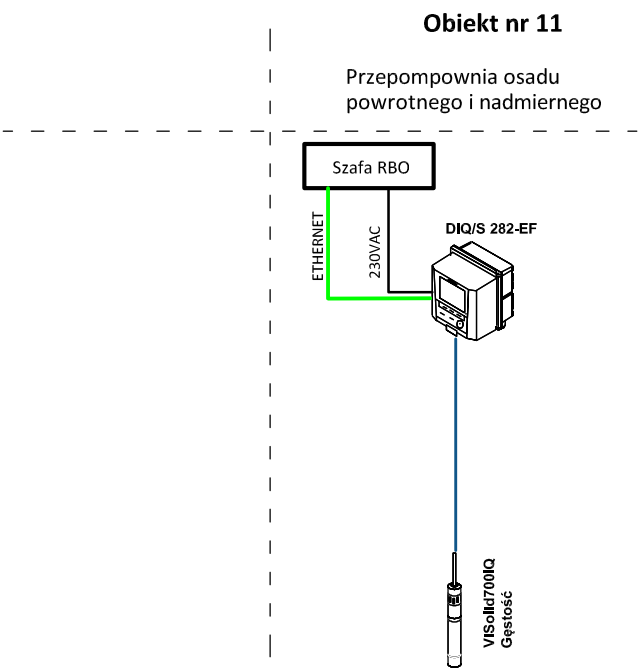 Obiekt nr 11
Przepompownia osadu
powrotnego i nadmiernego
Szafa RBO
ETHERNET
230VAC
DIQ/S 282-EF
VISolid700IQ
Gęstość